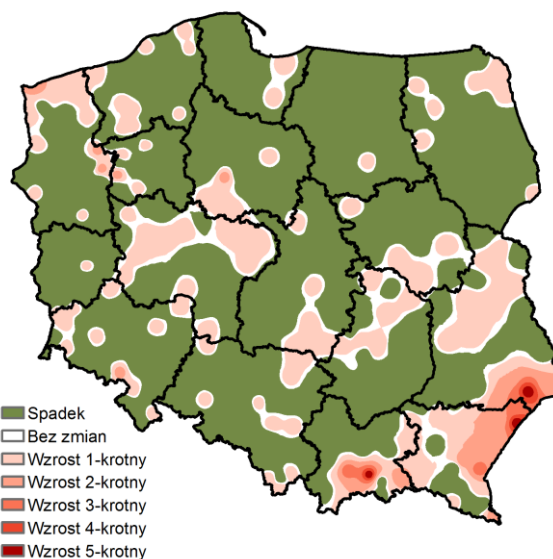 Spadek
Bez zmian
Wzrost 1-krotny
Wzrost 2-krotny
Wzrost 3-krotny
Wzrost 4-krotny
Wzrost 5-krotny